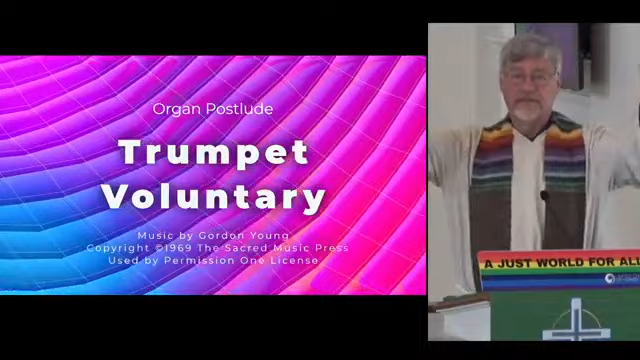 Organ Postlude
Trumpet
Voluntary
Music by Gordon Young
Copyright ©1969 The Sacred Music Press
Used by Permission One License
A JUST WORLD FOR ALL